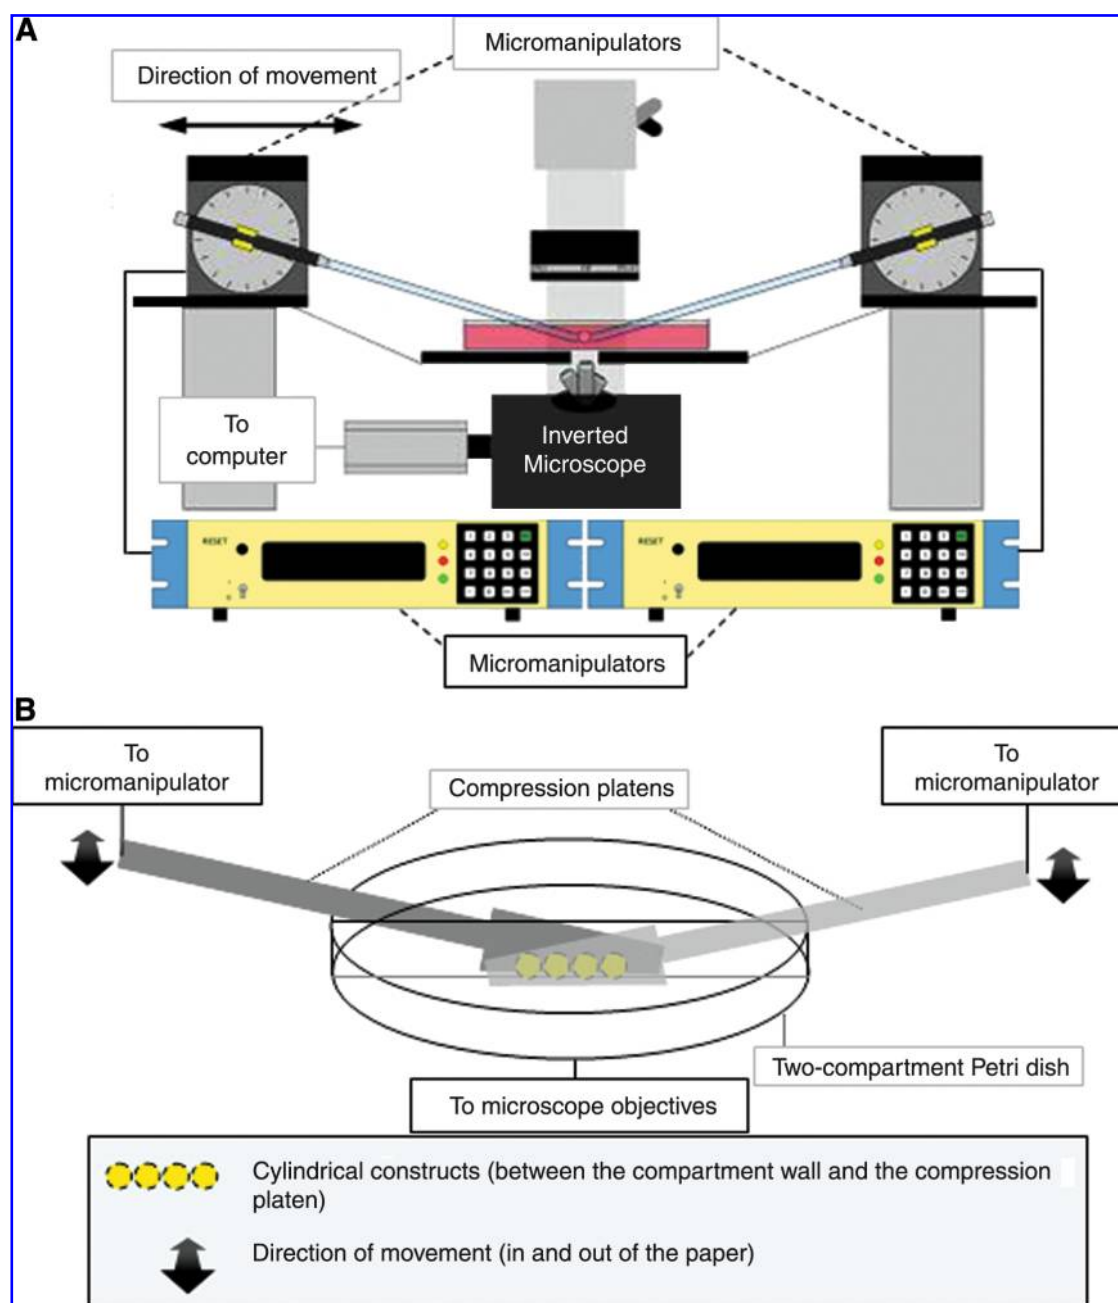 A
Micromanipulators
Direction of movement
To
computer
Inverted
Microscope
RESET
RESET
Micromanipulators
B
To
micromanipulator
To
micromanipulator
Compression platens
Two-compartment Petri dish
To microscope objectives
Cylindrical constructs (between the compartment wall and the compression
platen)
Direction of movement (in and out of the paper)